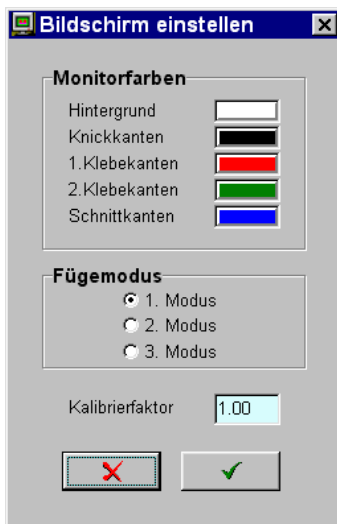 Bildschirm einstellen
Monitorfarben
Hintergrund
Knickkanten
1.Klebekanten
2.Klebekanten
Schnittkanten
Fügemodus
1. Modus
2. Modus
3. Modus
Kalibrierfaktor 1.00